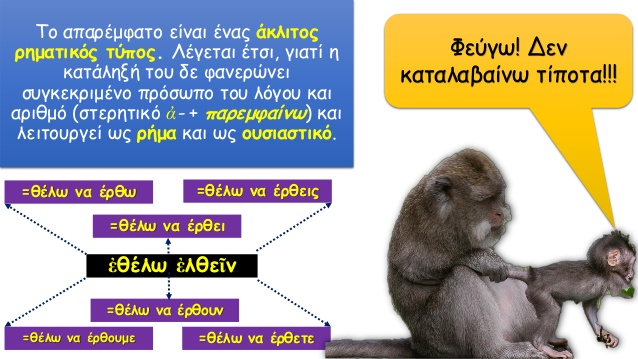 Το απαρέμφατο είναι ένας άκλιτος
ρηματικός τύπος. Λέγεται έτσι, γιατί η
κατάληξή του δε φανερώνει
συγκεκριμένο πρόσωπο του λόγου και
αριθμό (στερητικό ἀ-+ παρεμφαίνω) και
λειτουργεί ως ρήμα και ως ουσιαστικό.
Φεύγω! Δεν
καταλαβαίνω τίποτα!!!
=θέλω να έρθω
=θέλω να έρθεις
=θέλω να έρθει
ἐθέλω ἐλθεῖν
=θέλω να έρθουν
=θέλω να έρθουμε
=θέλω να έρθετε